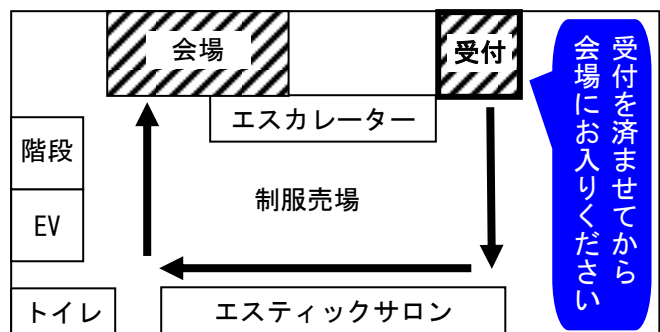 会場
受付
受付を済ませてから
会場にお入りください
エスカレーター
階段
制服売場
EV
トイレ
エスティックサロン